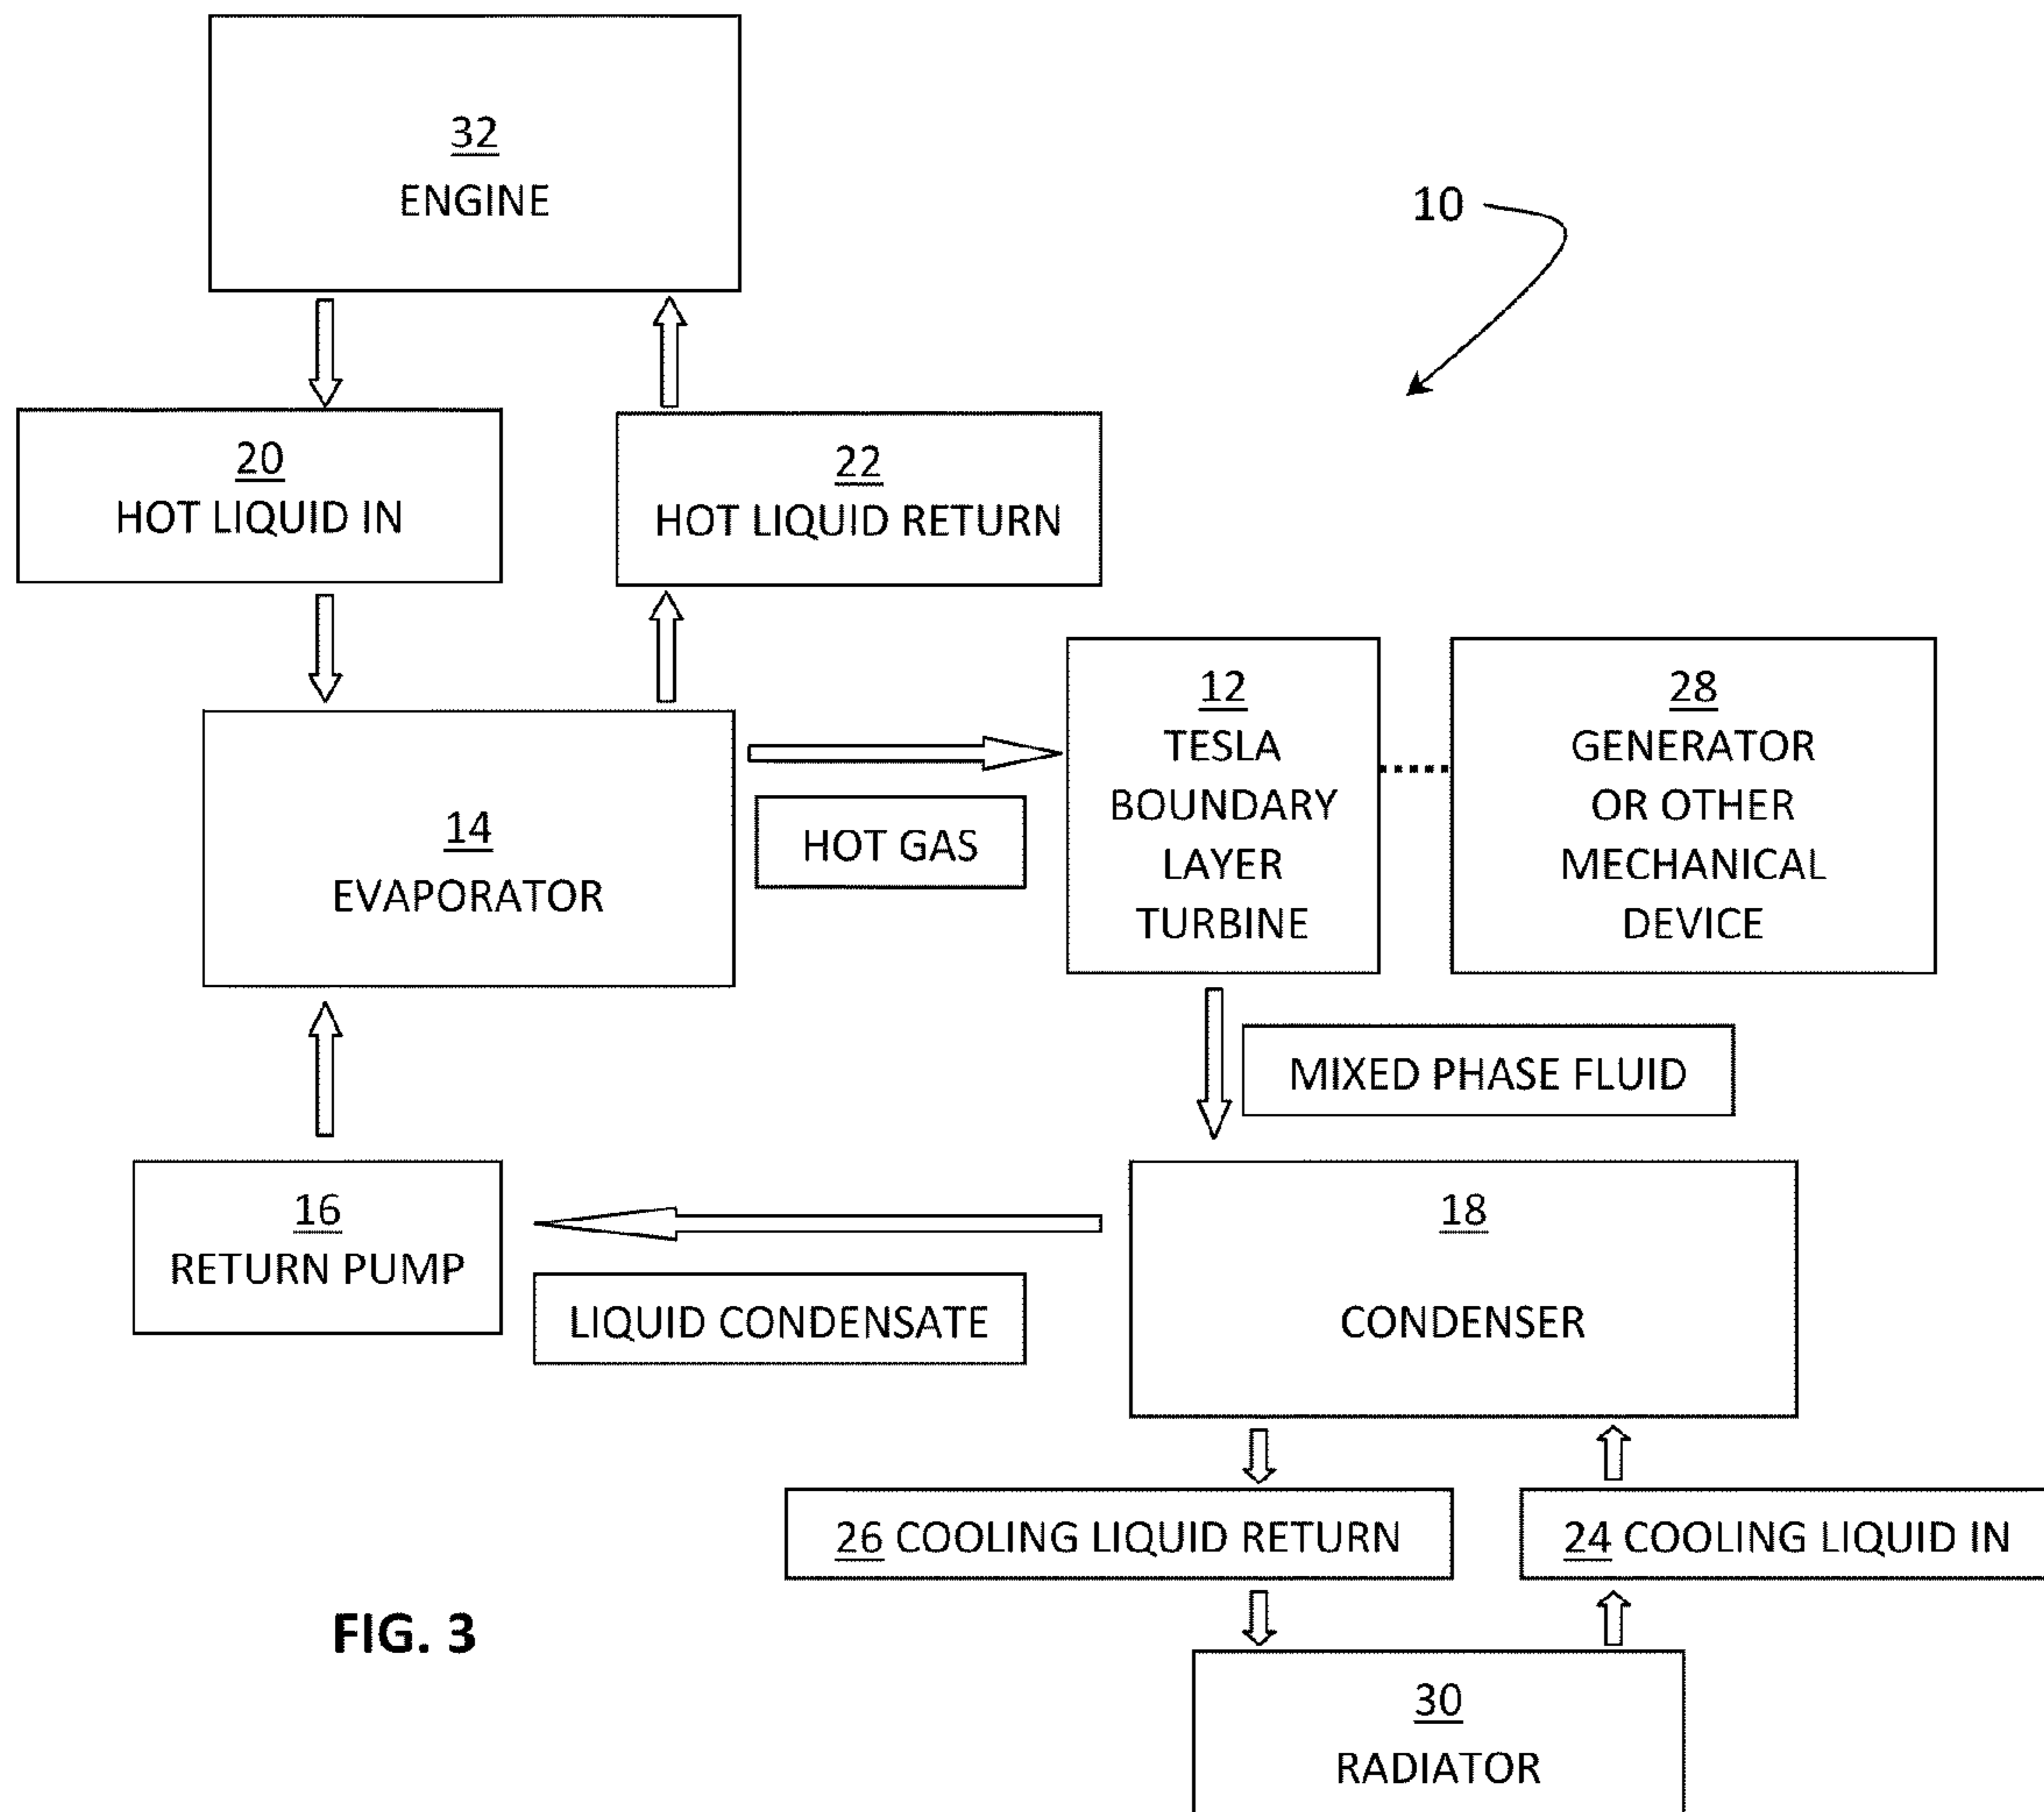 32
ENGINE
10
20
HOT LIQUID IN
22
HOT LIQUID RETURN
14
EVAPORATOR
HOT GAS
12
TESLA
BOUNDARY
LAYER
TURBINE
28
GENERATOR
OR OTHER
MECHANICAL
DEVICE
MIXED PHASE FLUID
16
RETURN PUMP
LIQUID CONDENSATE
18
CONDENSER
26 COOLING LIQUID RETURN
24 COOLING LIQUID IN
FIG. 3
30
RADIATOR